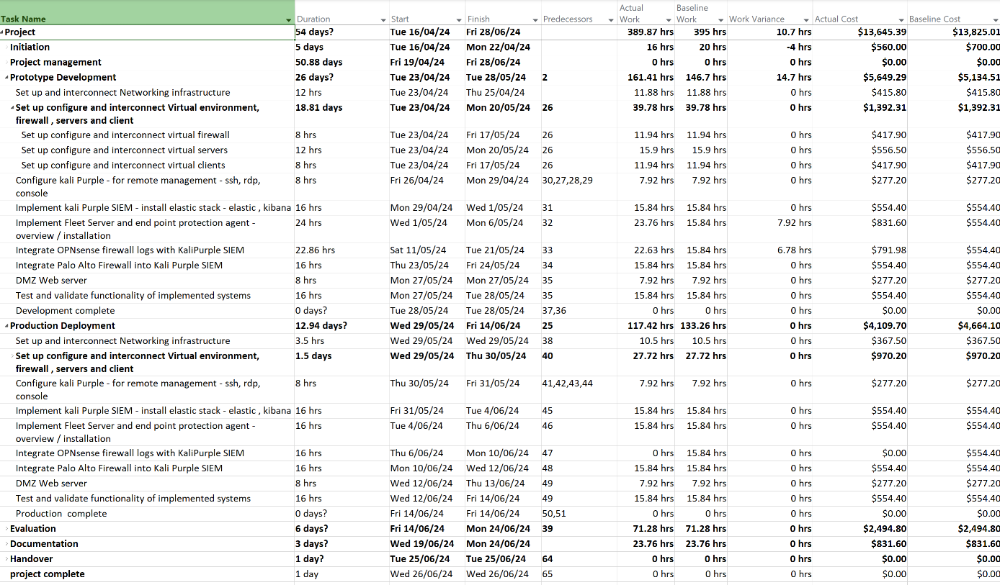 Task Name Duration Start Finish Predecessors Actual Work Baseline Work Work Variance Actual Cost Baseline Cost
Project 54 days? Tue 16/04/24 Fri 28/06/24 389.87 hrs 395 hrs 10.7 hrs $13,645.39 $13,825.01
Initiation 5 days Tue 16/04/24 Mon 22/04/24 16 hrs 20 hrs -4 hrs $560.00 $700.00
Project management 50.88 days Fri 19/04/24 Fri 28/06/24 0 hrs 0 hrs 0 hrs $0.00 $0.00
Prototype Development 26 days? Tue 23/04/24 Tue 28/05/24 2 161.41 hrs 146.7 hrs 14.7 hrs $5,649.29 $5,134.51
Set up and interconnect Networking infrastructure 12 hrs Tue 23/04/24 Thu 25/04/24 11.88 hrs 11.88 hrs 0 hrs $415.80 $415.80
Set up configure and interconnect Virtual environment, 18.81 days Tue 23/04/24 Mon 20/05/24 26 39.78 hrs 39.78 hrs 0 hrs $1,392.31 $1,392.31
firewall , servers and client
Set up configure and interconnect virtual firewall 8 hrs Tue 23/04/24 Fri 17/05/24 26 11.94 hrs 11.94 hrs 0 hrs $417.90 $417.90
Set up configure and interconnect virtual servers 12 hrs Tue 23/04/24 Mon 20/05/24 26 15.9 hrs 15.9 hrs 0 hrs $556.50 $556.50
Set up configure and interconnect virtual clients 8 hrs Tue 23/04/24 Fri 17/05/24 26 11.94 hrs 11.94 hrs 0 hrs $417.90 $417.90
Configure kali Purple - for remote management - ssh, rdp, 8 hrs Fri 26/04/24 Mon 29/04/24 30,27,28,29 7.92 hrs 7.92 hrs 0 hrs $277.20 $277.20
console
Implement kali Purple SIEM - install elastic stack - elastic , kibana 16 hrs Mon 29/04/24 Wed 1/05/24 31 15.84 hrs 15.84 hrs 0 hrs $554.40 $554.40
Implement Fleet Server and end point protection agent - 24 hrs Wed 1/05/24 Mon 6/05/24 32 23.76 hrs 15.84 hrs 7.92 hrs $831.60 $554.40
overview / installation
Integrate OPNsense firewall logs with KaliPurple SIEM 22.86 hrs Sat 11/05/24 Tue 21/05/24 33 22.63 hrs 15.84 hrs 6.78 hrs $791.98 $554.40
Integrate Palo Alto Firewall into Kali Purple SIEM 16 hrs Thu 23/05/24 Fri 24/05/24 34 15.84 hrs 15.84 hrs 0 hrs $554.40 $554.40
DMZ Web server 8 hrs Mon 27/05/24 Mon 27/05/24 35 7.92 hrs 7.92 hrs 0 hrs $277.20 $277.20
Test and validate functionality of implemented systems 16 hrs Mon 27/05/24 Tue 28/05/24 35 15.84 hrs 15.84 hrs 0 hrs $554.40 $554.40
Development complete 0 days? Tue 28/05/24 Tue 28/05/24 37,36 0 hrs 0 hrs 0 hrs $0.00 $0.00
Production Deployment 12.94 days? Wed 29/05/24 Fri 14/06/24 25 117.42 hrs 133.26 hrs 0 hrs $4,109.70 $4,664.10
Set up and interconnect Networking infrastructure 3.5 hrs Wed 29/05/24 Wed 29/05/24 38 10.5 hrs 10.5 hrs 0 hrs $367.50 $367.50
Set up configure and interconnect Virtual environment, 1.5 days Wed 29/05/24 Thu 30/05/24 40 27.72 hrs 27.72 hrs 0 hrs $970.20 $970.20
firewall , servers and client
Configure kali Purple - for remote management - ssh, rdp, 8 hrs Thu 30/05/24 Fri 31/05/24 41,42,43,44 7.92 hrs 7.92 hrs 0 hrs $277.20 $277.20
console
Implement kali Purple SIEM - install elastic stack - elastic , kibana 16 hrs Fri 31/05/24 Tue 4/06/24 45 15.84 hrs 15.84 hrs 0 hrs $554.40 $554.40
Implement Fleet Server and end point protection agent - 16 hrs Tue 4/06/24 Thu 6/06/24 46 15.84 hrs 15.84 hrs 0 hrs $554.40 $554.40
overview / installation
Integrate OPNsense firewall logs with KaliPurple SIEM 16 hrs Thu 6/06/24 Mon 10/06/24 47 0 hrs 15.84 hrs 0 hrs $0.00 $554.40
Integrate Palo Alto Firewall into Kali Purple SIEM 16 hrs Mon 10/06/24 Wed 12/06/24 48 15.84 hrs 15.84 hrs 0 hrs $554.40 $554.40
DMZ Web server 8 hrs Wed 12/06/24 Thu 13/06/24 49 7.92 hrs 7.92 hrs 0 hrs $277.20 $277.20
Test and validate functionality of implemented systems 16 hrs Wed 12/06/24 Fri 14/06/24 49 15.84 hrs 15.84 hrs 0 hrs $554.40 $554.40
Production complete 0 days? Fri 14/06/24 Fri 14/06/24 50,51 0 hrs 0 hrs 0 hrs $0.00 $0.00
Evaluation 6 days? Fri 14/06/24 Mon 24/06/24 39 71.28 hrs 71.28 hrs 0 hrs $2,494.80 $2,494.80
Documentation 3 days? Wed 19/06/24 Mon 24/06/24 23.76 hrs 23.76 hrs 0 hrs $831.60 $831.60
Handover 1 day? Tue 25/06/24 Tue 25/06/24 64 0 hrs 0 hrs 0 hrs $0.00 $0.00
project complete 1 day Wed 26/06/24 Wed 26/06/24 65 0 hrs 0 hrs 0 hrs $0.00 $0.00